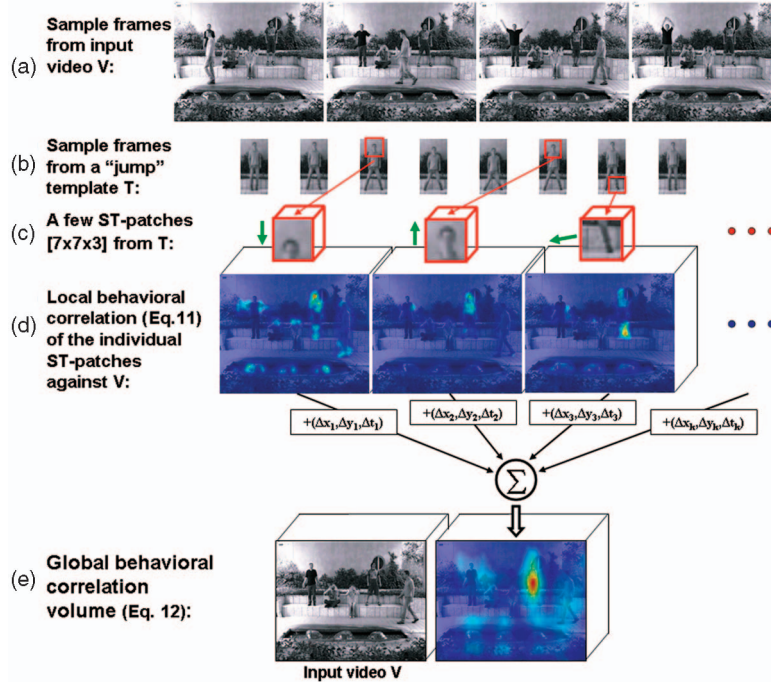 (a)
Sample frames
from input
video V:
(b)
Sample frames
from a "jump"
template T:
(c)
A few ST-patches
[7x7x3] from T:
(d)
Local behavioral
correlation (Eq.11)
of the individual
ST-patches
against V:
+(Δx₁,Δy₁,Δt₁)
+(Δx₂,Δy₂,Δt₂)
+(Δx₃,Δy₃,Δt₃)
+(Δxₖ,Δyₖ,Δtₖ)
Σ
(e)
Global behavioral
correlation
volume (Eq. 12):
Input video V